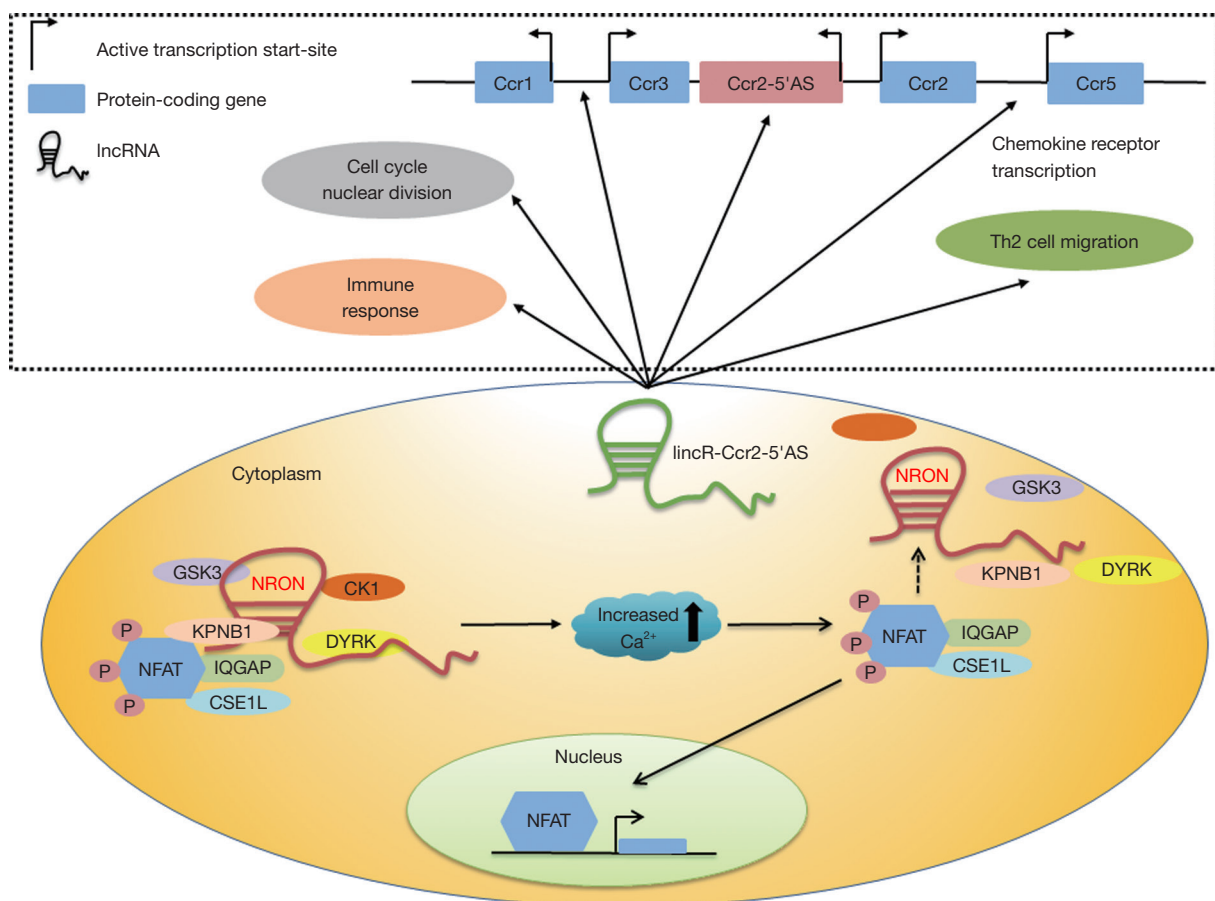 Active transcription start-site
Protein-coding gene
lncRNA
Ccr1
Ccr3
Ccr2-5'AS
Ccr2
Ccr5
Chemokine receptor
transcription
Cell cycle
nuclear division
Th2 cell migration
Immune
response
lincR-Ccr2-5'AS
Cytoplasm
NRON
GSK3
KPNB1
DYRK
GSK3
NRON
CK1
KPNB1
DYRK
P
P
P
NFAT
IQGAP
CSE1L
Increased
Ca²⁺
P
P
P
NFAT
IQGAP
CSE1L
Nucleus
NFAT